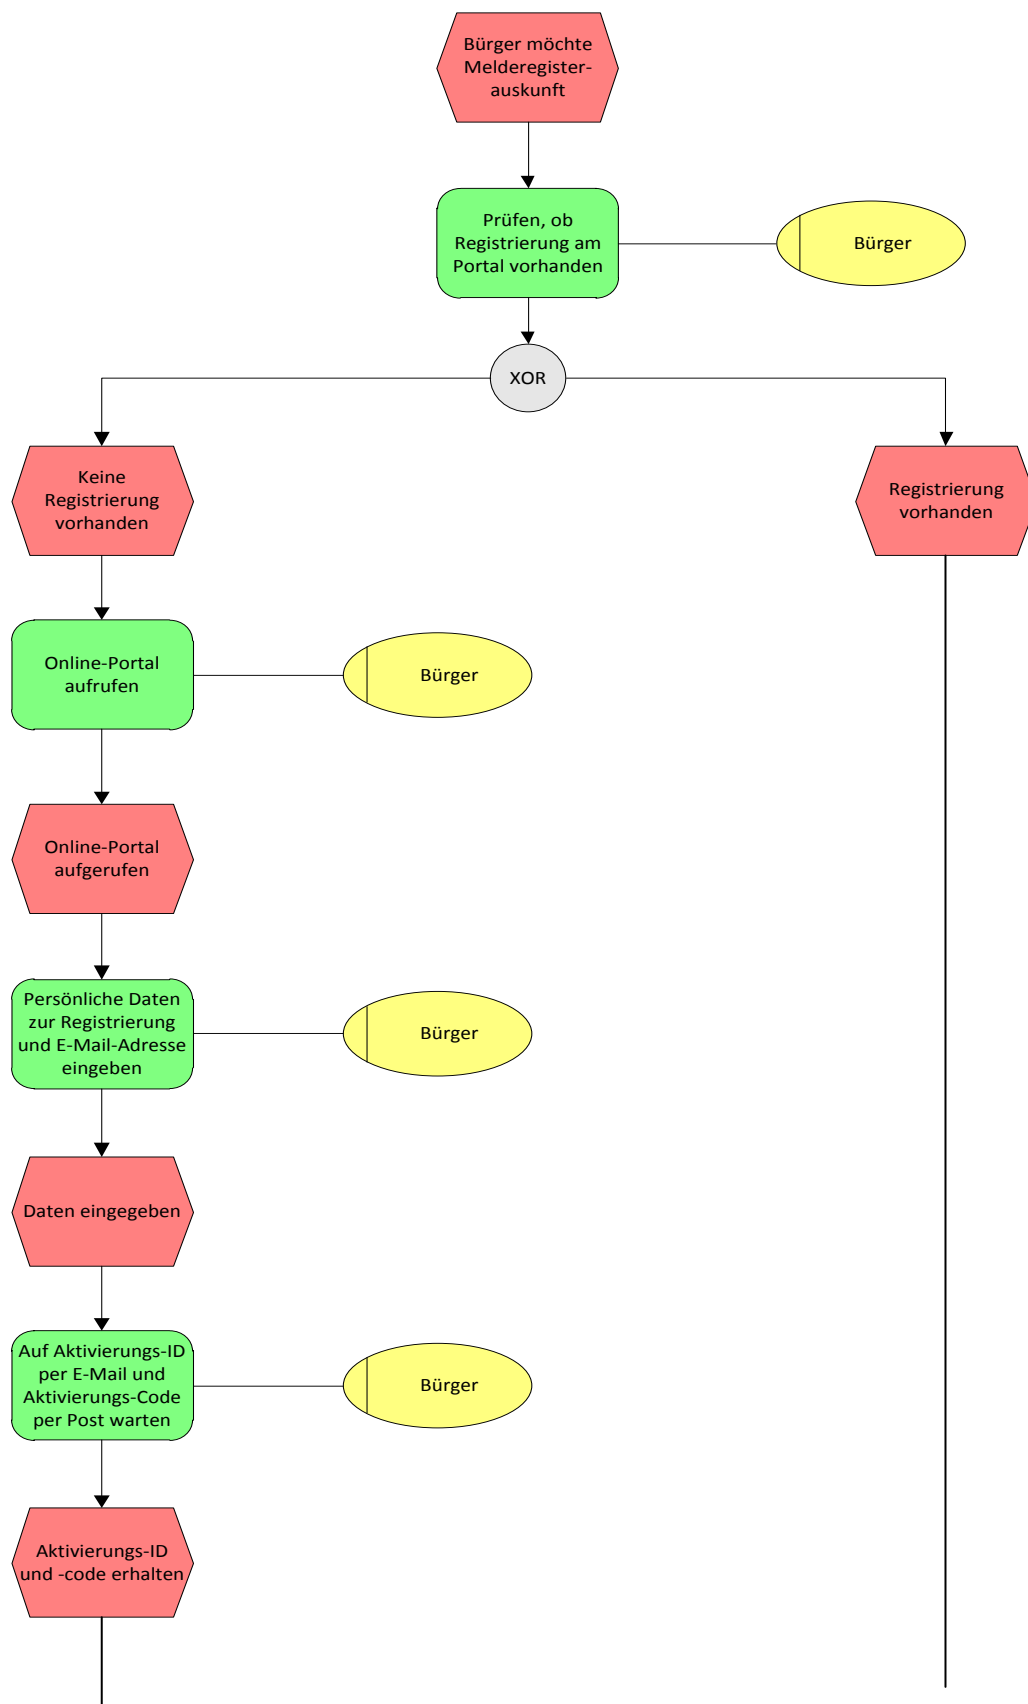 Bürger möchte
Melderegister-
auskunft
Prüfen, ob
Registrierung am
Portal vorhanden
Bürger
XOR
Keine
Registrierung
vorhanden
Registrierung
vorhanden
Online-Portal
aufrufen
Bürger
Online-Portal
aufgerufen
Persönliche Daten
zur Registrierung
und E-Mail-Adresse
eingeben
Bürger
Daten eingegeben
Auf Aktivierungs-ID
per E-Mail und
Aktivierungs-Code
per Post warten
Bürger
Aktivierungs-ID
und -code erhalten